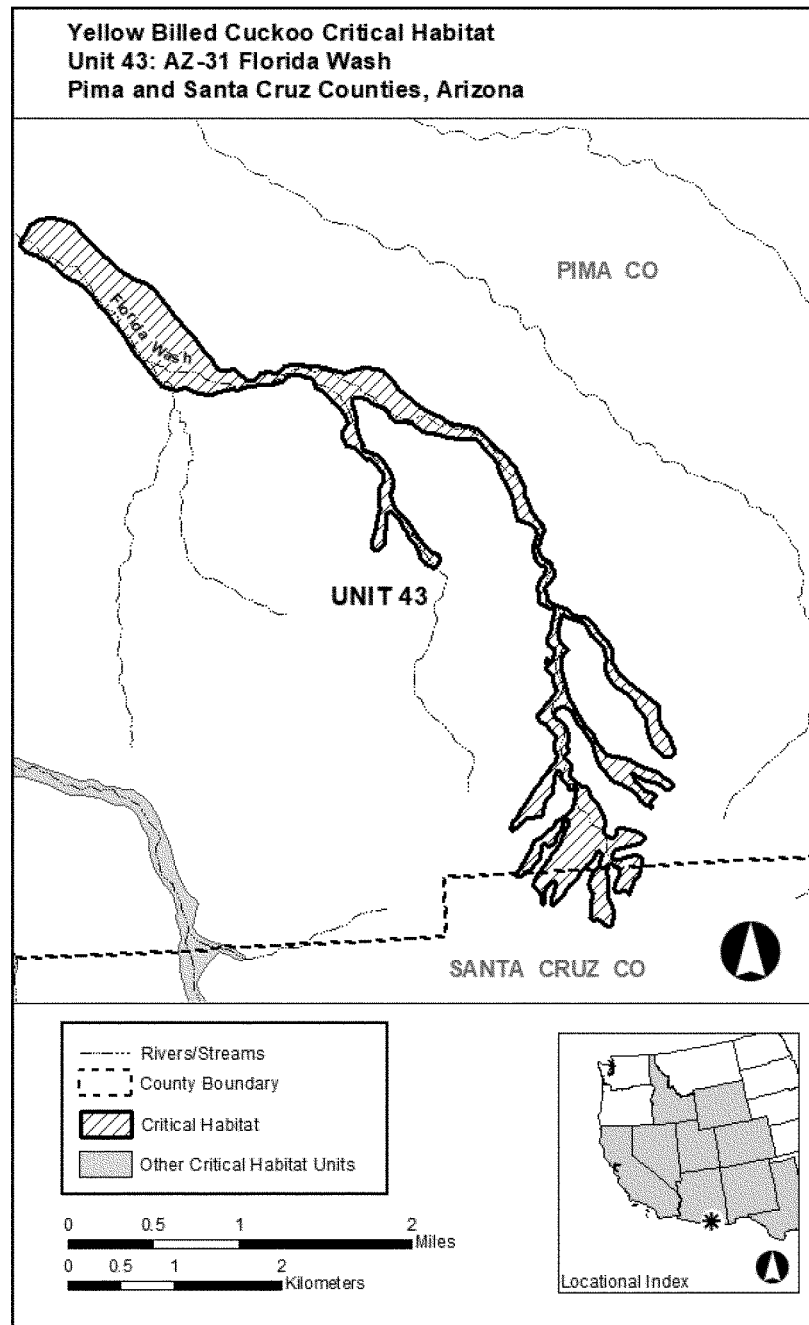 Yellow Billed Cuckoo Critical Habitat
Unit 43: AZ-31 Florida Wash
Pima and Santa Cruz Counties, Arizona
PIMA CO
Florida Wash
UNIT 43
SANTA CRUZ CO
Rivers/Streams
County Boundary
Critical Habitat
Other Critical Habitat Units
0 0.5 1 2
Miles
0 0.5 1 2
Kilometers
Locational Index